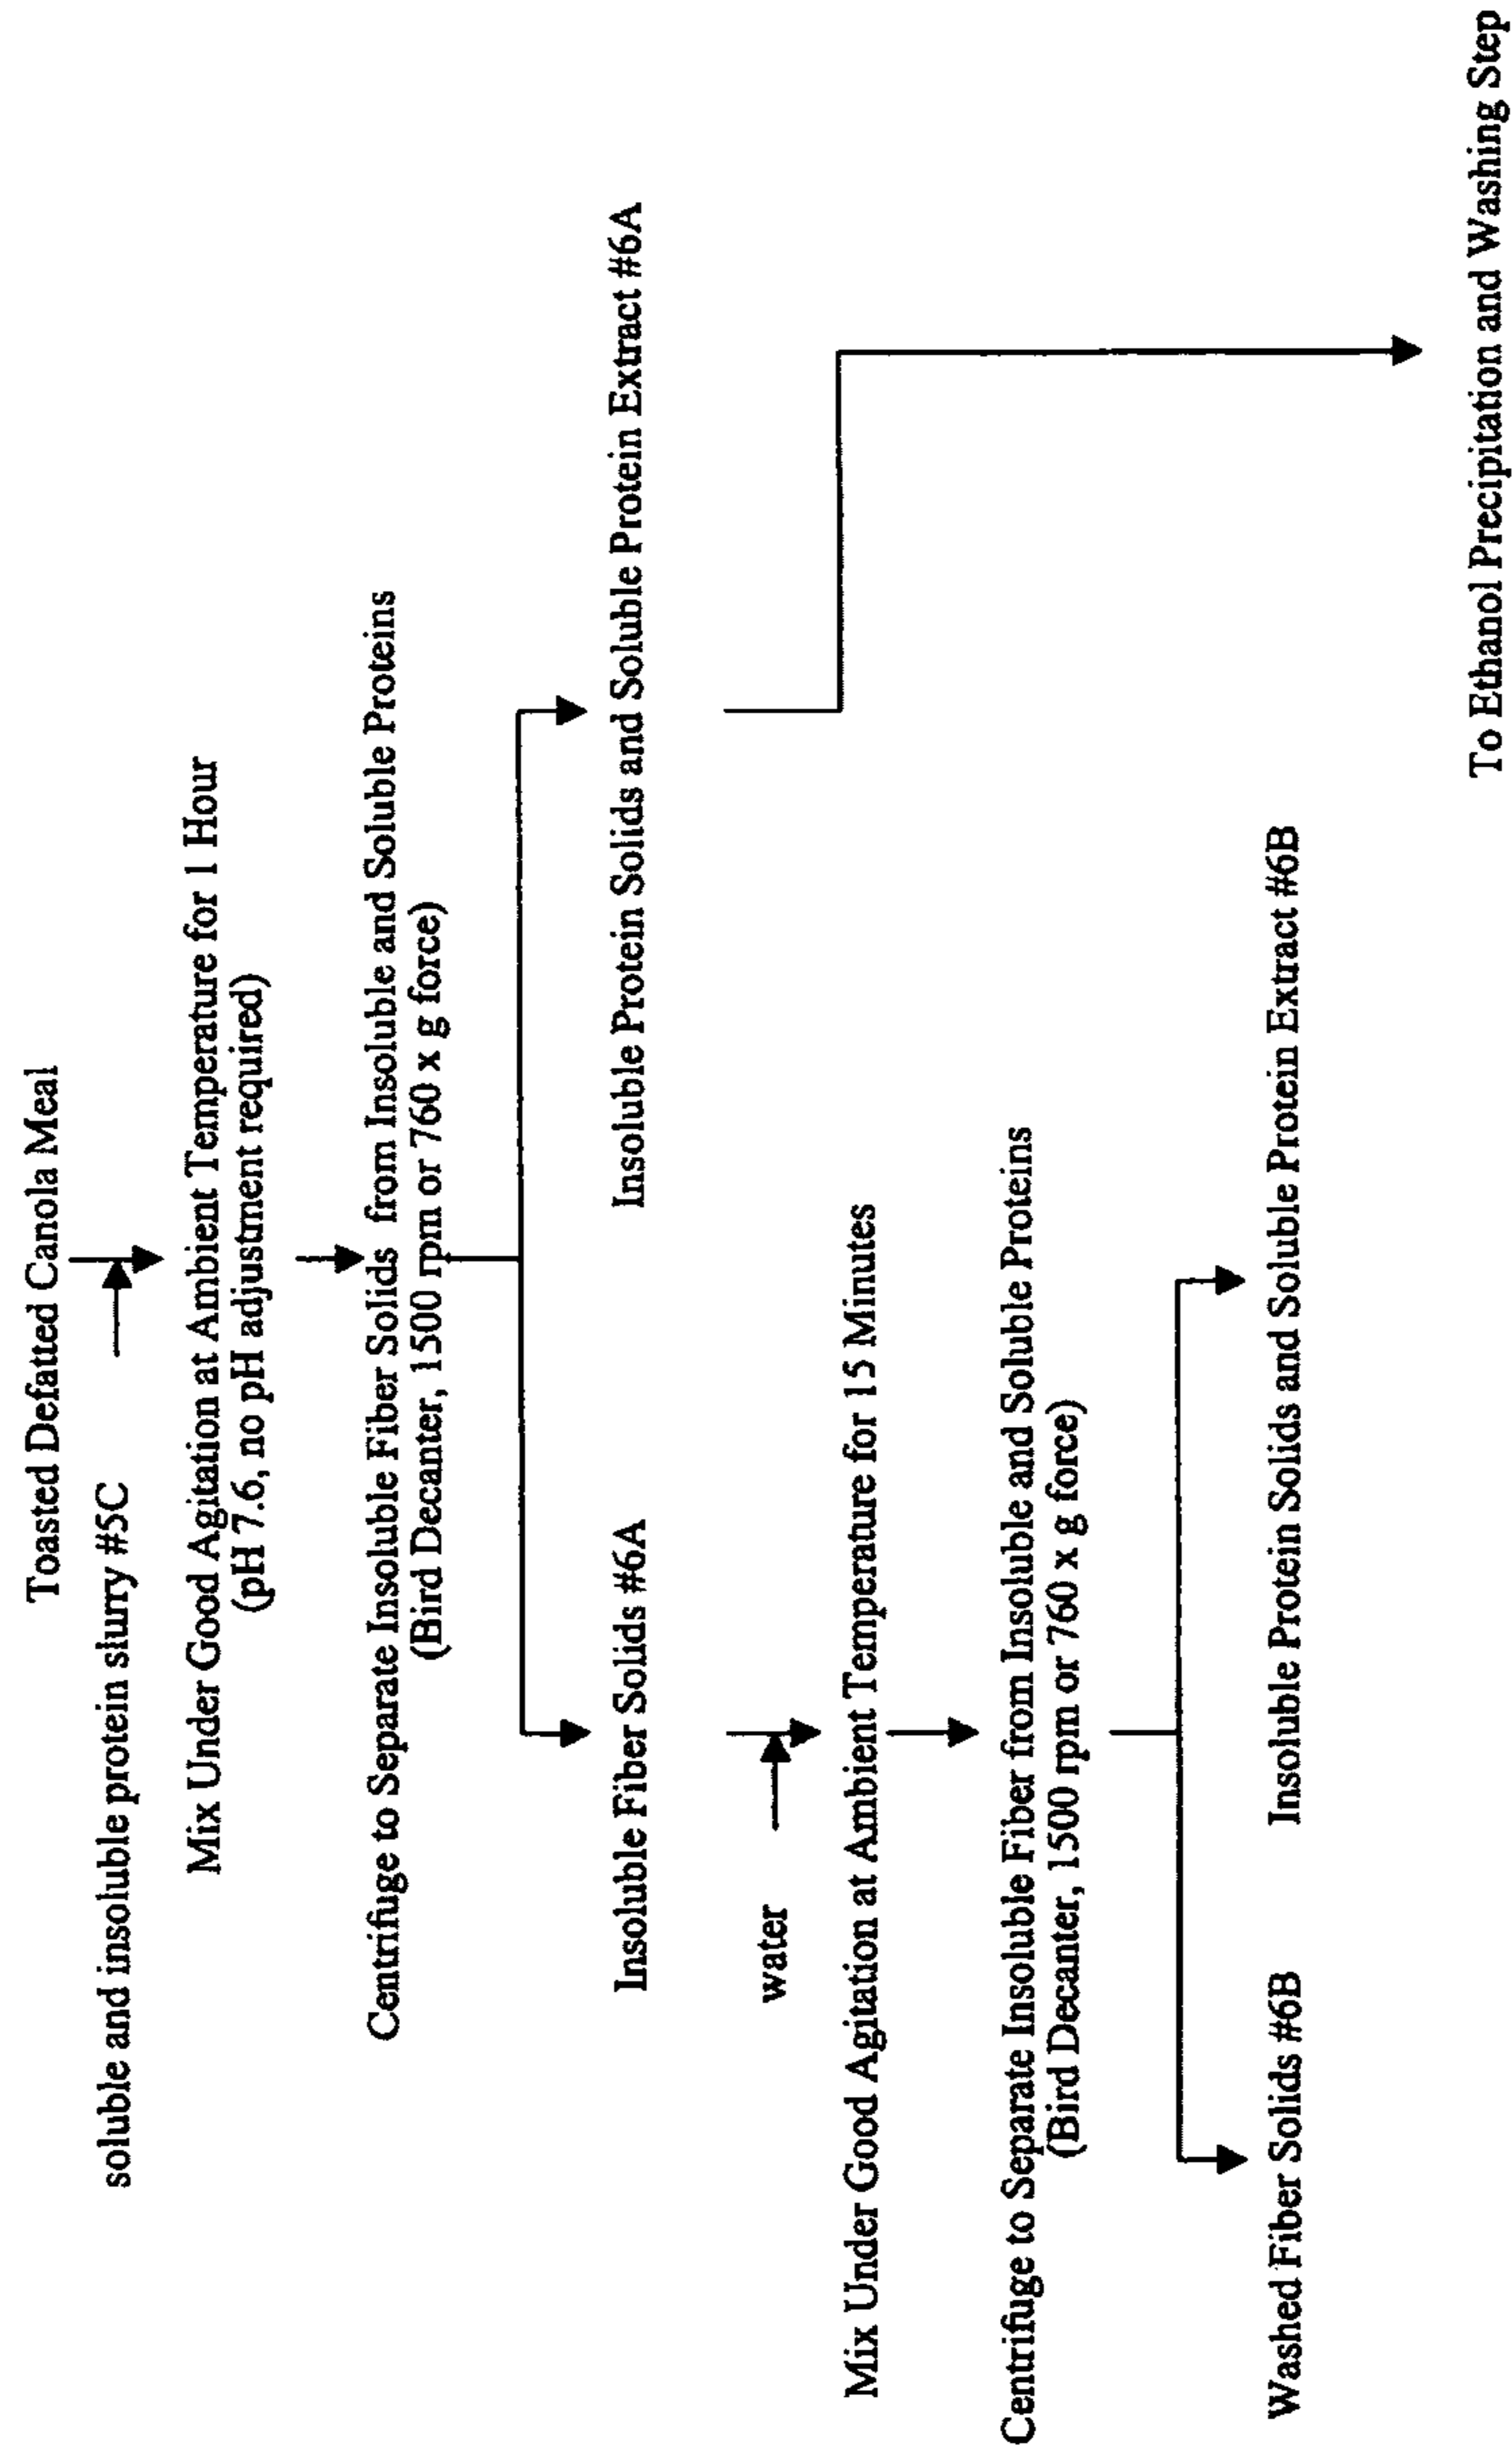 Toasted Defatted Canola Meal
soluble and insoluble protein slurry #5C
Mix Under Good Agitation at Ambient Temperature for 1 Hour
(pH 7.6, no pH adjustment required)
Centrifuge to Separate Insoluble Fiber Solids from Insoluble and Soluble Proteins
(Bird Decanter, 1500 rpm or 760 x g force)
Insoluble Fiber Solids #6A
Insoluble Protein Solids and Soluble Protein Extract #6A
water
Mix Under Good Agitation at Ambient Temperature for 15 Minutes
Centrifuge to Separate Insoluble Fiber from Insoluble and Soluble Proteins
(Bird Decanter, 1500 rpm or 760 x g force)
Washed Fiber Solids #6B
Insoluble Protein Solids and Soluble Protein Extract #6B
To Ethanol Precipitation and Washing Step